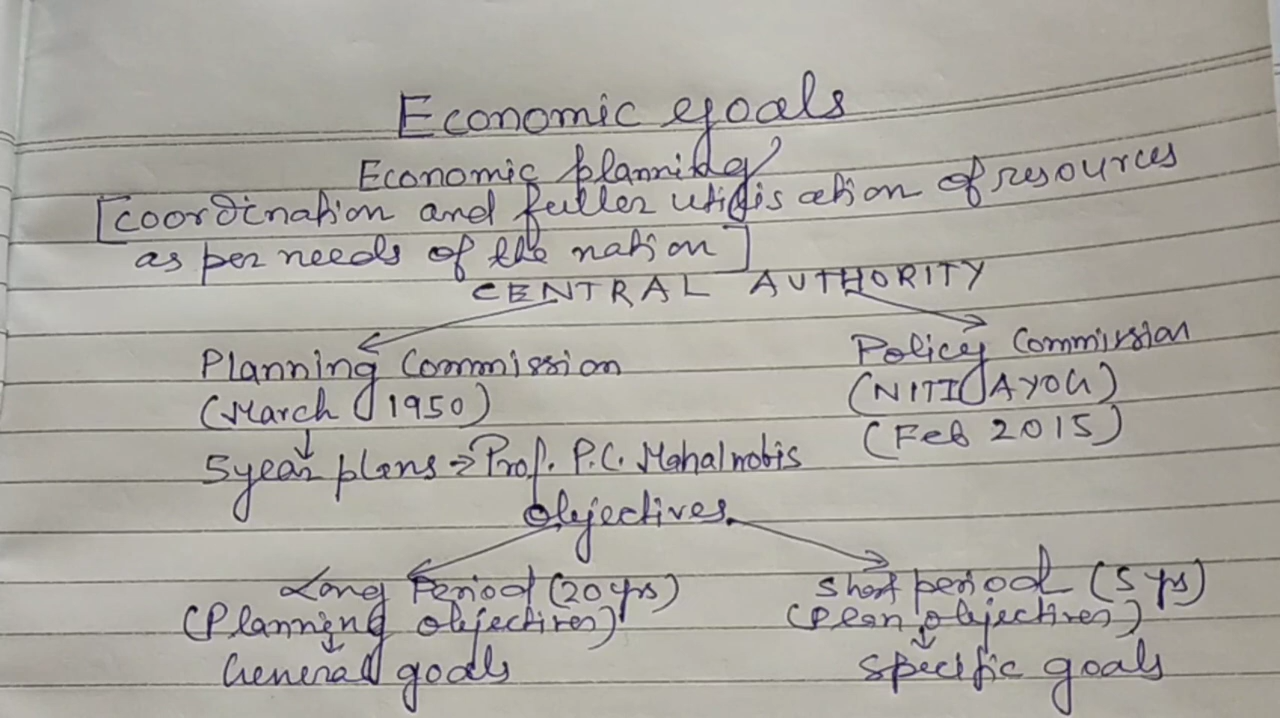 Economic goals
Economic planning
[coordination and fuller utilisation of resources
as per needs of the nation]
CENTRAL AUTHORITY
Planning Commission
(March 1950)
Policy Commission
(NITI AYOG)
(Feb 2015)
5 year plans → Prof. P.C. Mahalnobis
Objectives
Long Period (20 yrs)
(Planning objectives)
General goals
Short period (5 yrs)
(Plan objectives)
Specific goals